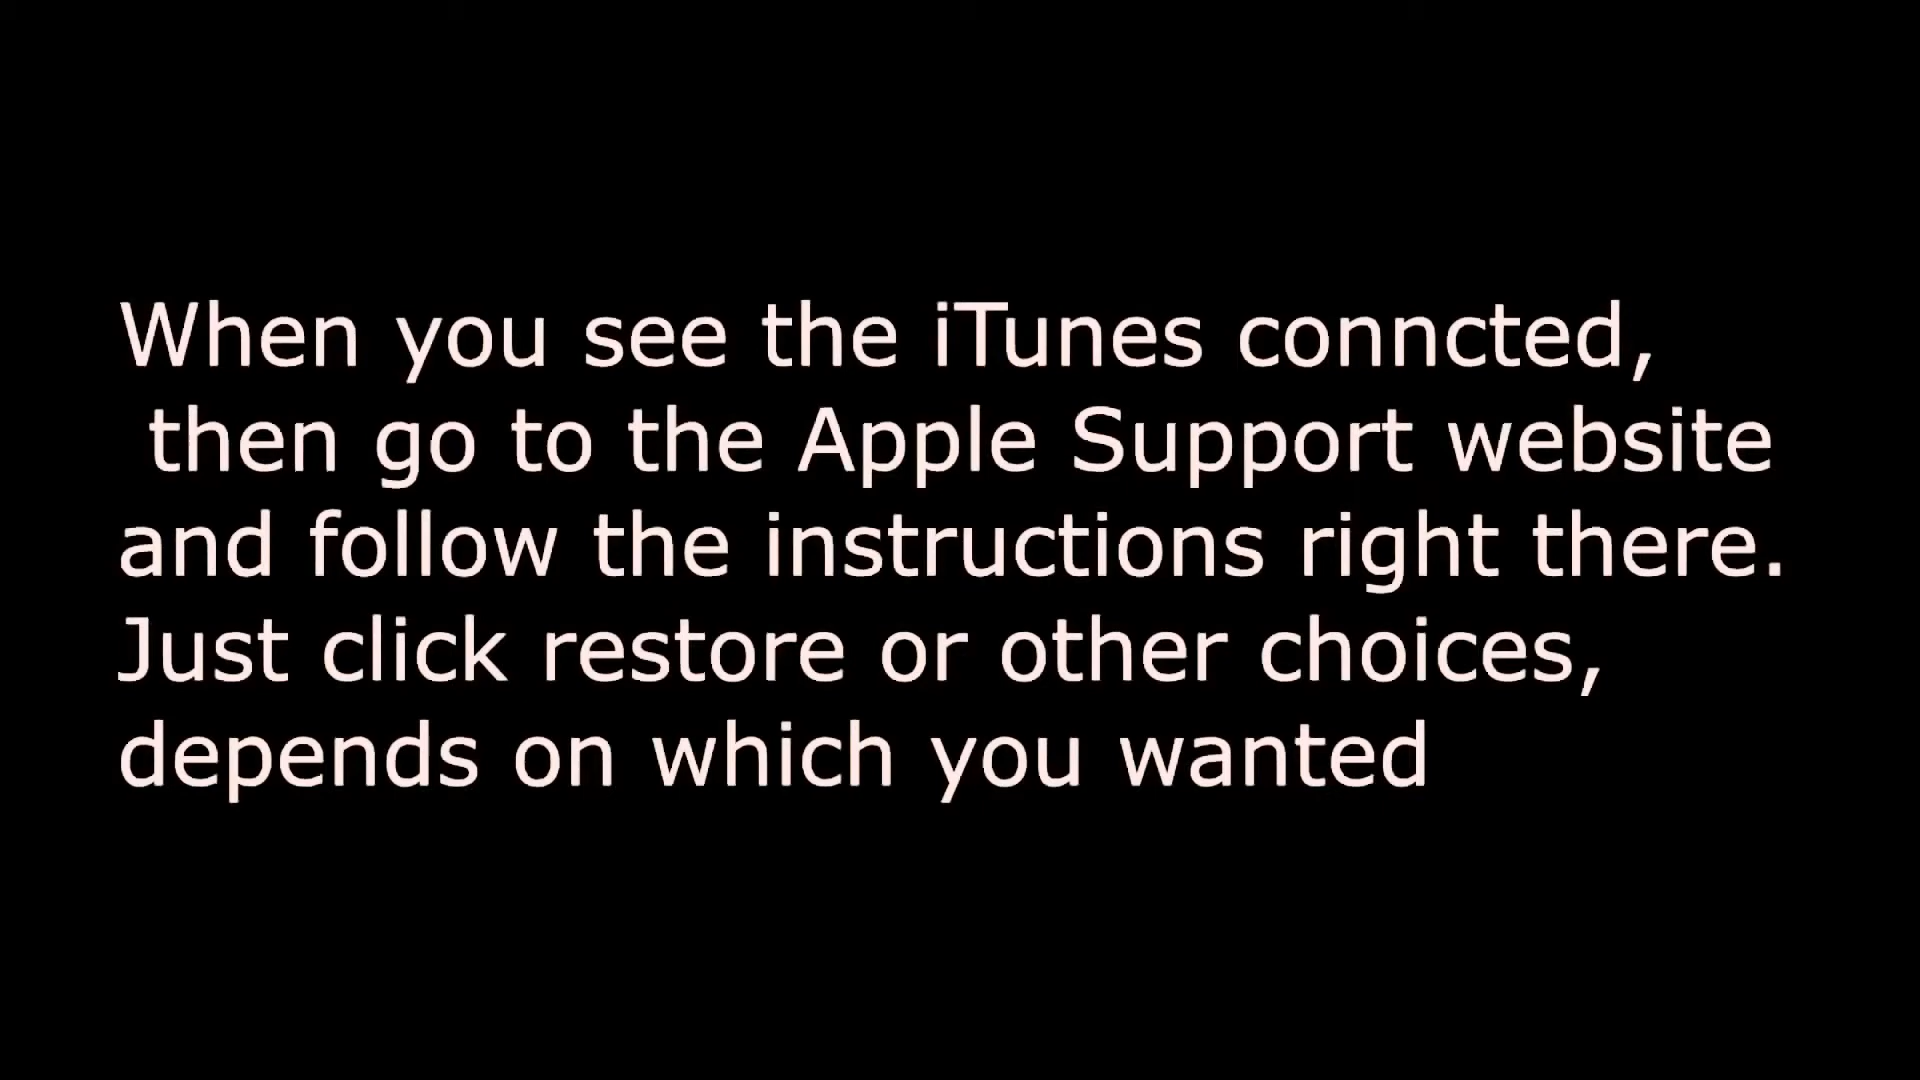 When you see the iTunes conncted,
then go to the Apple Support website
and follow the instructions right there.
Just click restore or other choices,
depends on which you wanted